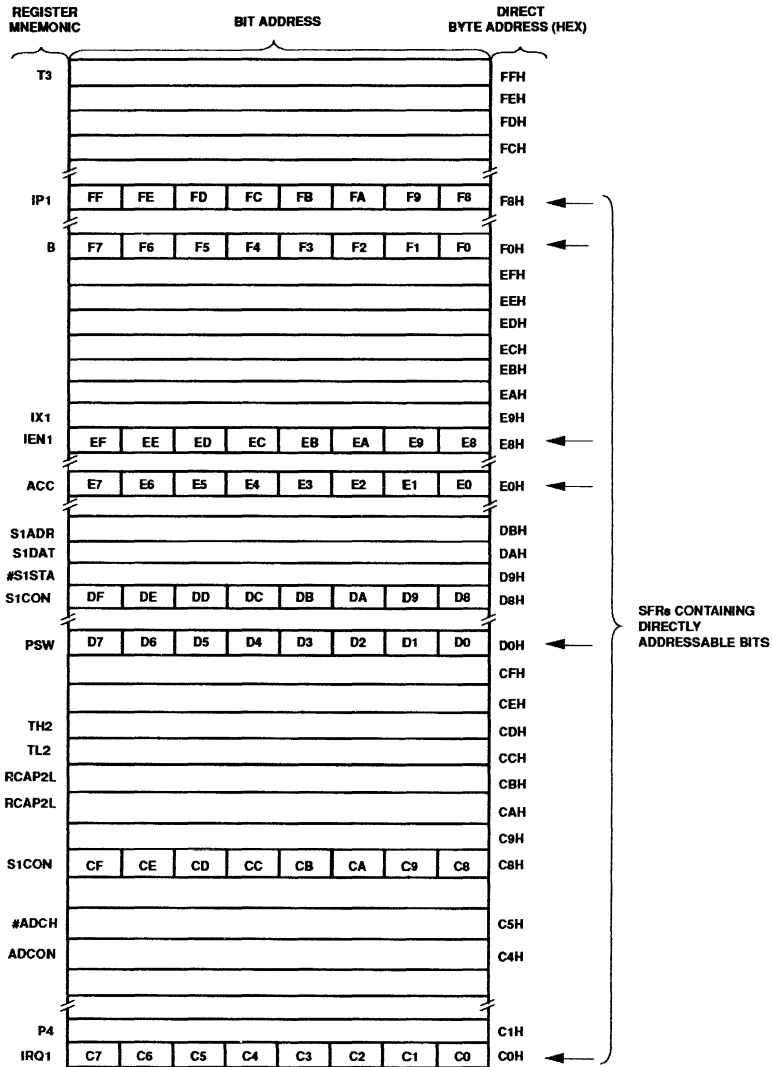 REGISTER MNEMONIC BIT ADDRESS DIRECT BYTE ADDRESS (HEX)
T3 FFH
FEH
FDH
FCH
IP1 FF FE FD FC FB FA F9 F8 F8H
B F7 F6 F5 F4 F3 F2 F1 F0 F0H
EFH
EEH
EDH
ECH
EBH
EAH
IX1 E9H
IEN1 EF EE ED EC EB EA E9 E8 E8H
ACC E7 E6 E5 E4 E3 E2 E1 E0 E0H
S1ADR DBH
S1DAT DAH
#S1STA D9H
S1CON DF DE DD DC DB DA D9 D8 D8H
SFRs CONTAINING DIRECTLY ADDRESSABLE BITS
PSW D7 D6 D5 D4 D3 D2 D1 D0 D0H
CFH
CEH
TH2 CDH
TL2 CCH
RCAP2L CBH
RCAP2L CAH
C9H
S1CON CF CE CD CC CB CA C9 C8 C8H
#ADCH C5H
ADCON C4H
P4 C1H
IRQ1 C7 C6 C5 C4 C3 C2 C1 C0 C0H